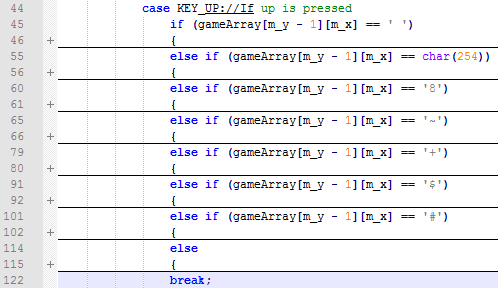 44 case KEY_UP://If up is pressed
45 if (gameArray[m_y - 1][m_x] == ' ')
46 + {
55 else if (gameArray[m_y - 1][m_x] == char(254))
56 + {
60 else if (gameArray[m_y - 1][m_x] == '8')
61 + {
65 else if (gameArray[m_y - 1][m_x] == '~')
66 + {
79 else if (gameArray[m_y - 1][m_x] == '+')
80 + {
91 else if (gameArray[m_y - 1][m_x] == '$')
92 + {
101 else if (gameArray[m_y - 1][m_x] == '#')
102 + {
114 else
115 + {
122 break;